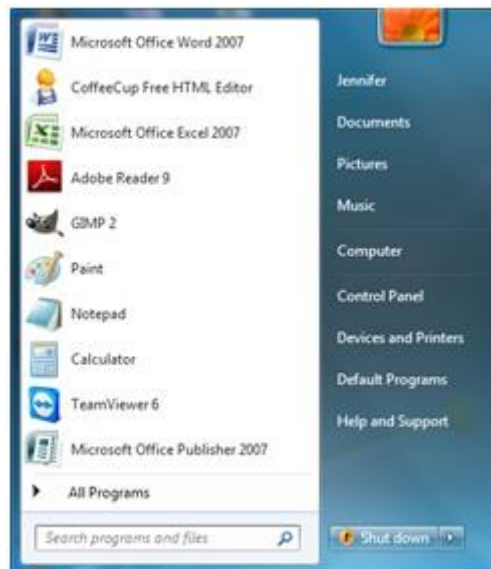 Microsoft Office Word 2007
CoffeeCup Free HTML Editor
Microsoft Office Excel 2007
Adobe Reader 9
GIMP 2
Paint
Notepad
Calculator
TeamViewer 6
Microsoft Office Publisher 2007
All Programs
Search programs and files
Jennifer
Documents
Pictures
Music
Computer
Control Panel
Devices and Printers
Default Programs
Help and Support
Shut down